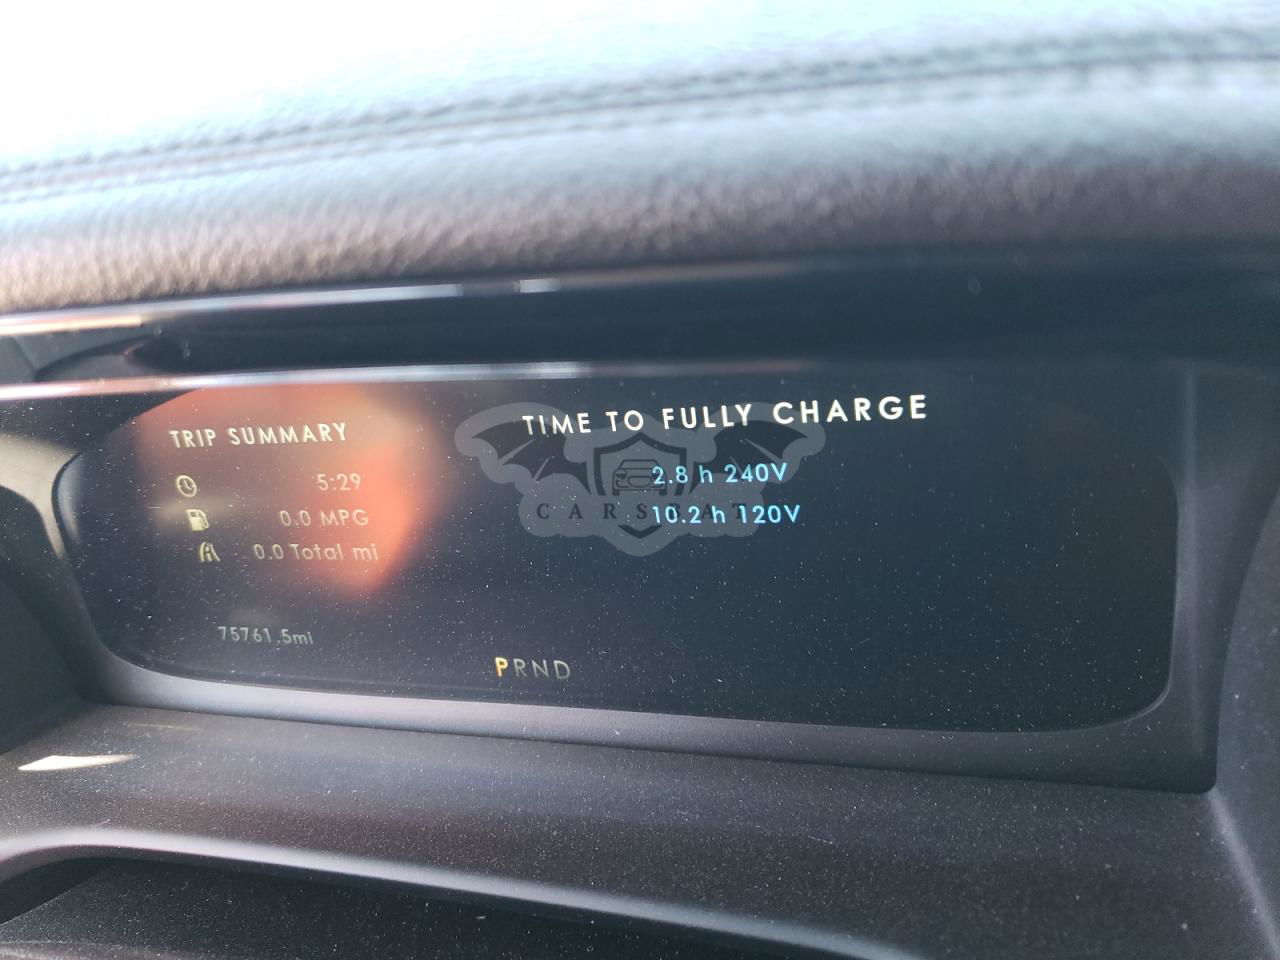 TRIP SUMMARY
5:29
0.0 MPG
0.0 Total mi
75761.5mi
TIME TO FULLY CHARGE
2.8 h 240V
10.2 h 120V
CARSBAT
PRND